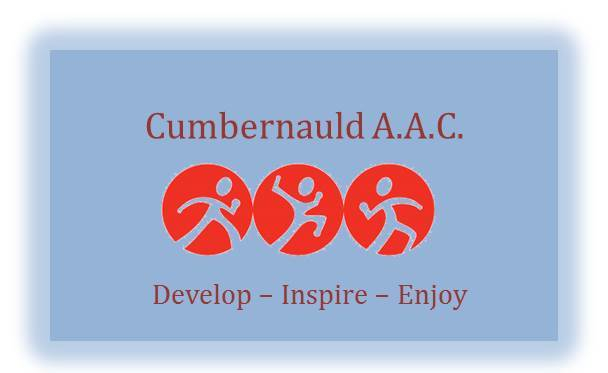 Cumbernauld A.A.C.
Develop – Inspire – Enjoy